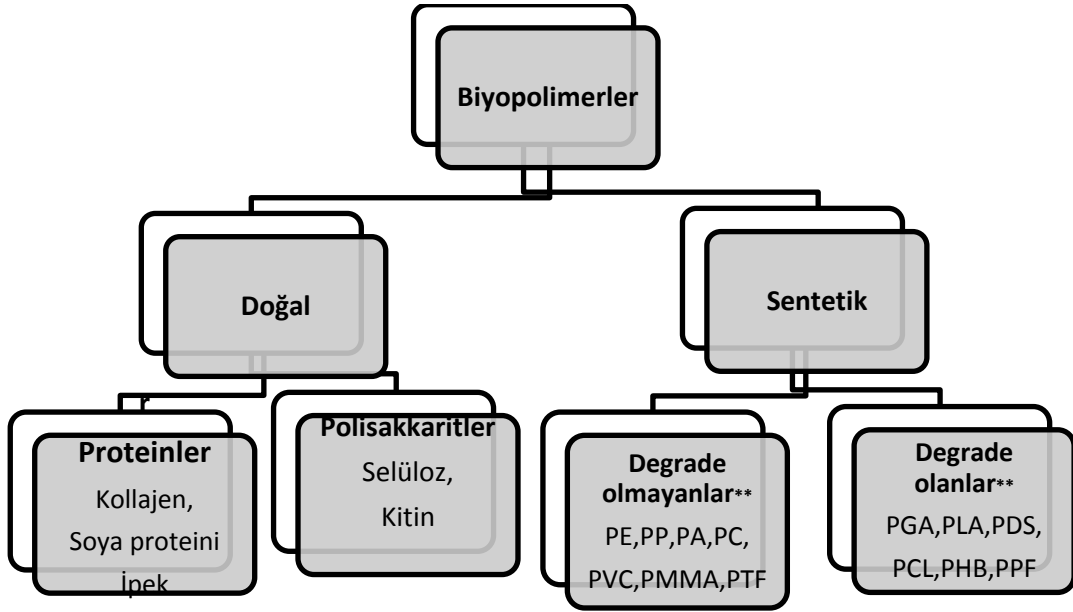 Biyopolimerler
Doğal
Sentetik
Proteinler
Kollajen,
Soya proteini
İpek
Polisakkaritler
Selüloz,
Kitin
Degrade
olmayanlar**
PE,PP,PA,PC,
PVC,PMMA,PTF
Degrade
olanlar**
PGA,PLA,PDS,
PCL,PHB,PPF